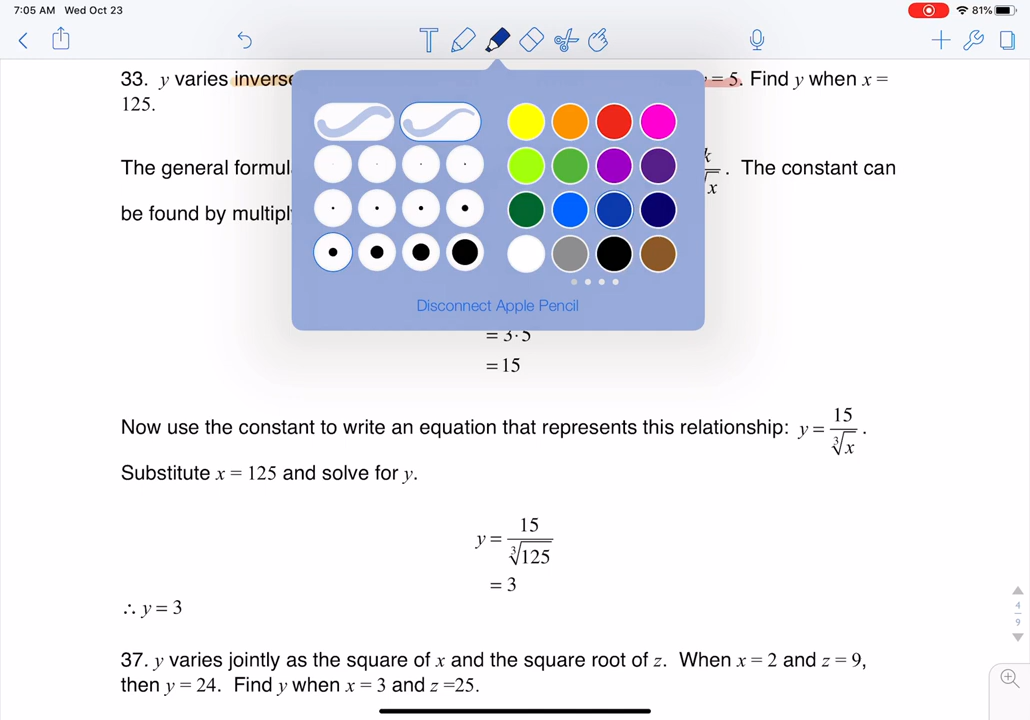 7:05 AM Wed Oct 23
81%
33. y varies inverse
= 5. Find y when x =
125.
The general formul
k
x
. The constant can
be found by multipl
Disconnect Apple Pencil
= 3·5
= 15
Now use the constant to write an equation that represents this relationship: y = 15/∛x.
Substitute x = 125 and solve for y.
y = 15/∛125
= 3
∴ y = 3
4
9
37. y varies jointly as the square of x and the square root of z. When x = 2 and z = 9,
then y = 24. Find y when x = 3 and z =25.